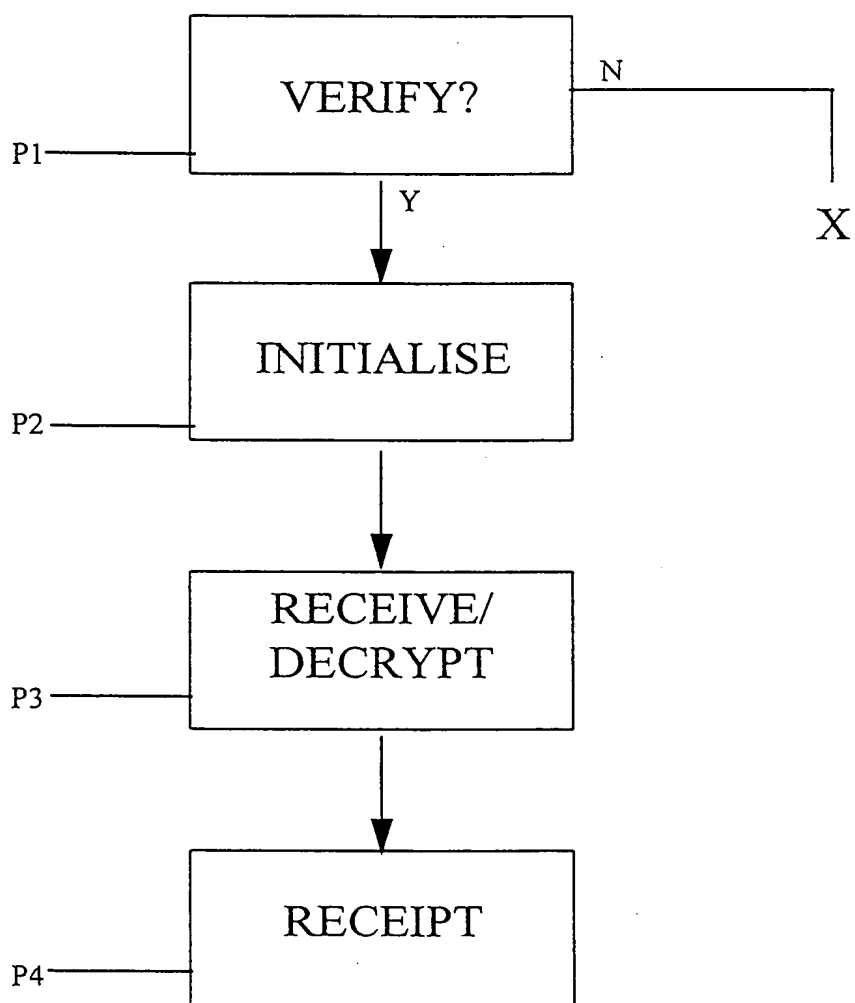 VERIFY?
N
P1
Y
X
INITIALISE
P2
RECEIVE/
DECRYPT
P3
RECEIPT
P4